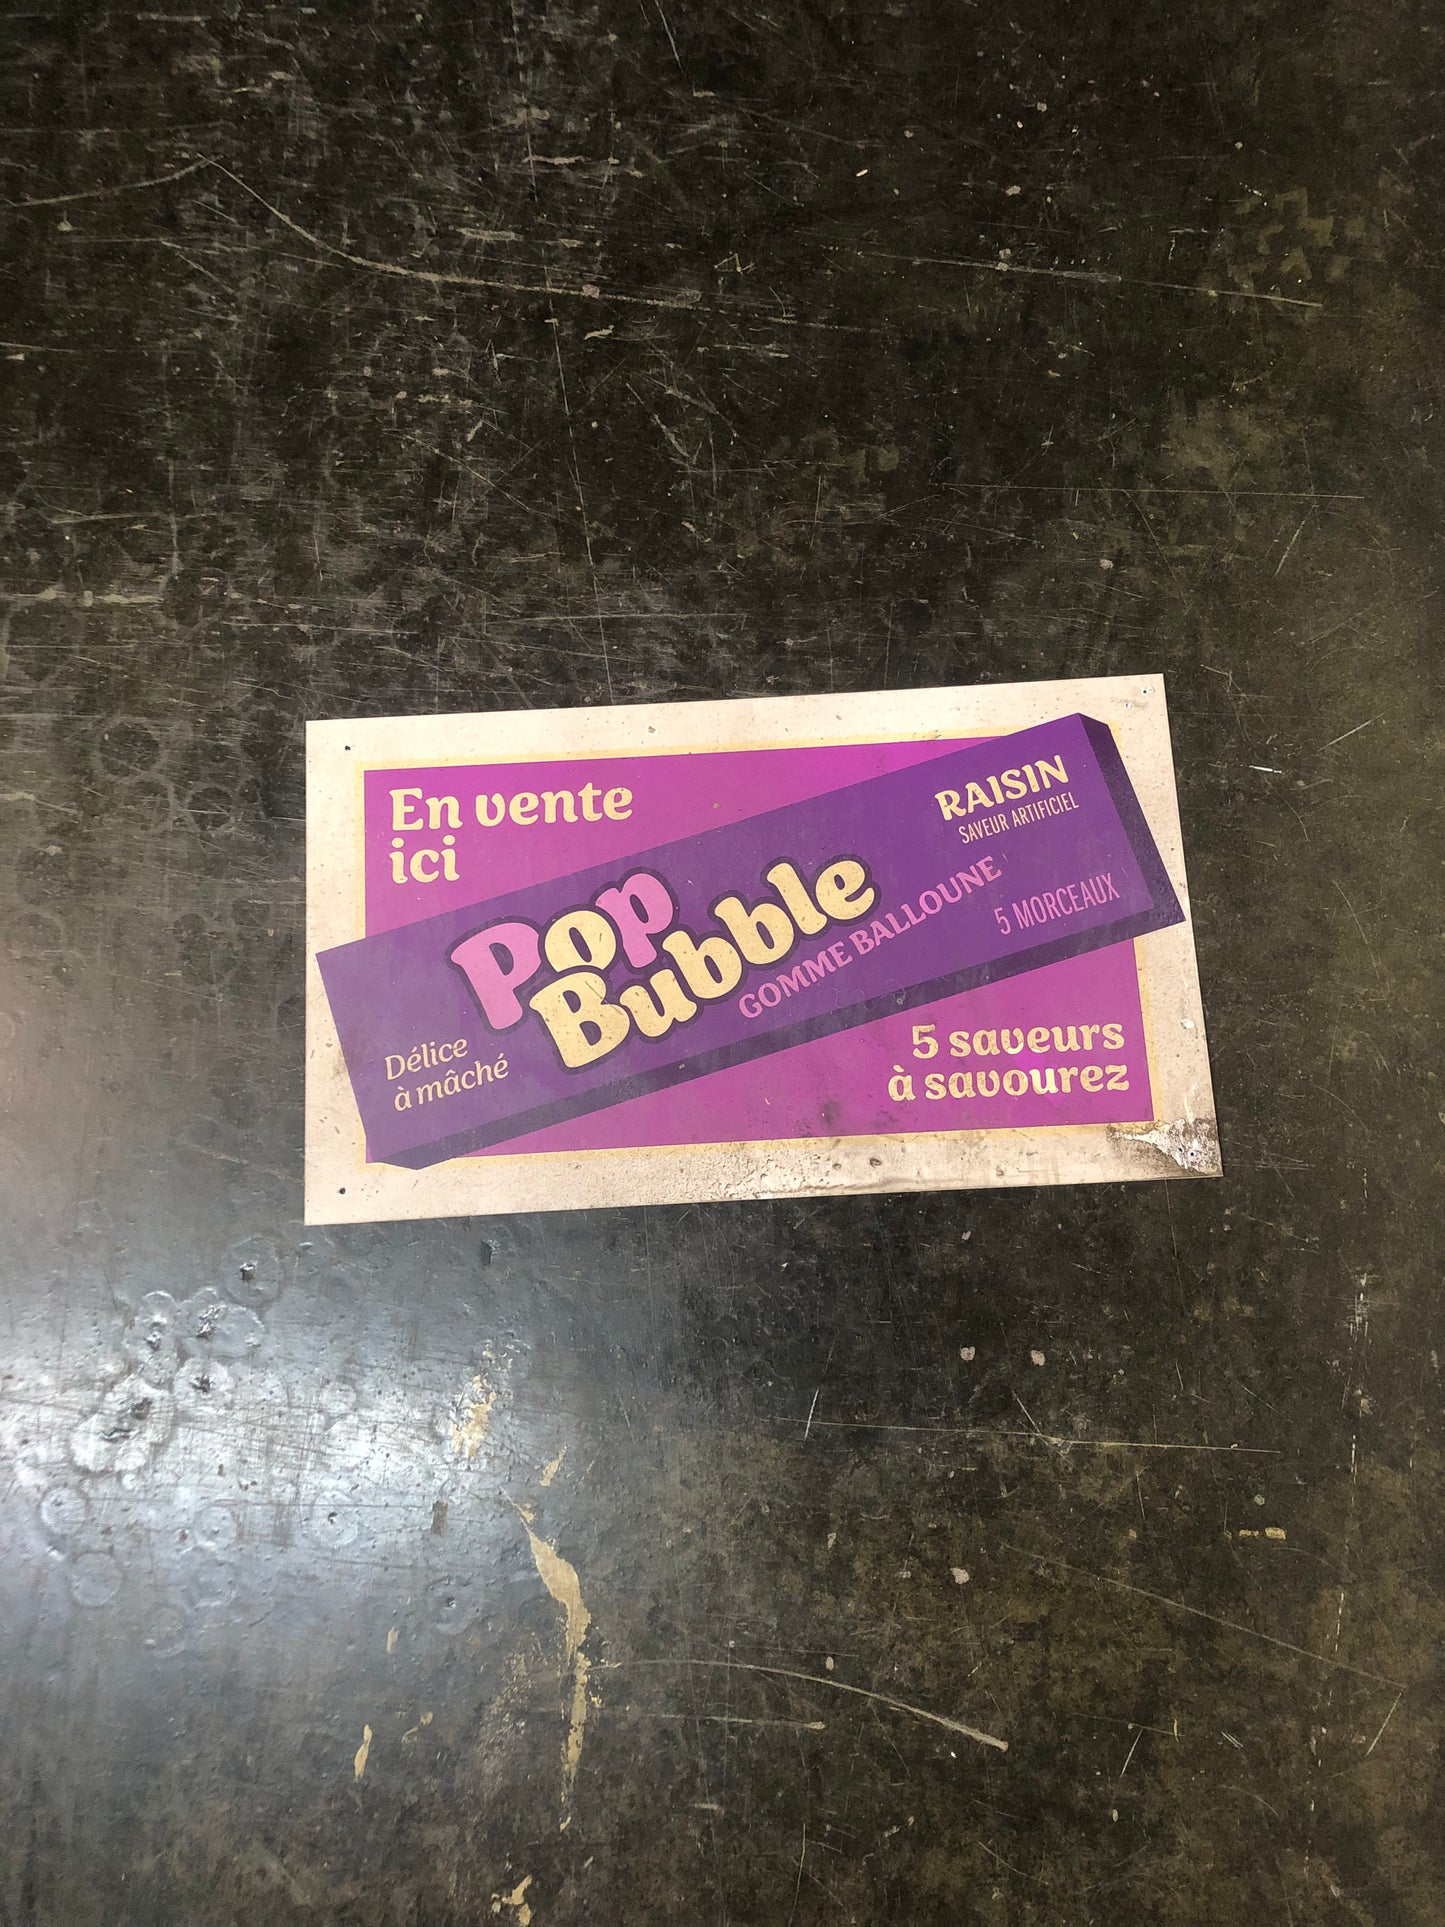 En vente
ici
RAISIN
SAVEUR ARTIFICIEL
Pop
Bubble
GOMME BALLOUNE
5 MORCEAUX
Délice
à mâché
5 saveurs
à savourez